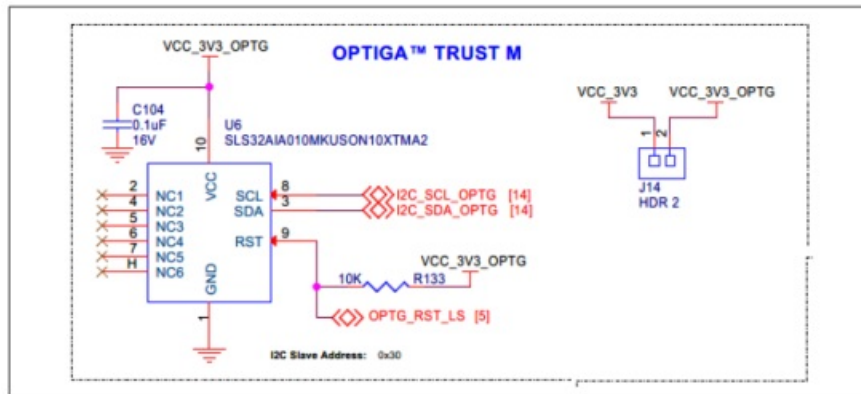 VCC_3V3_OPTG
OPTIGA™ TRUST M
C104
0.1uF
16V
10
U6
SLS32AIA010MKUSON10XTMA2
VCC_3V3
VCC_3V3_OPTG
1
2
J14
HDR 2
VCC
2
NC1
4
NC2
5
NC3
6
NC4
7
NC5
H
NC6
SCL
8
I2C_SCL_OPTG [14]
SDA
3
I2C_SDA_OPTG [14]
RST
9
GND
1
VCC_3V3_OPTG
10K
R133
OPTG_RST_LS [5]
I2C Slave Address: 0x30